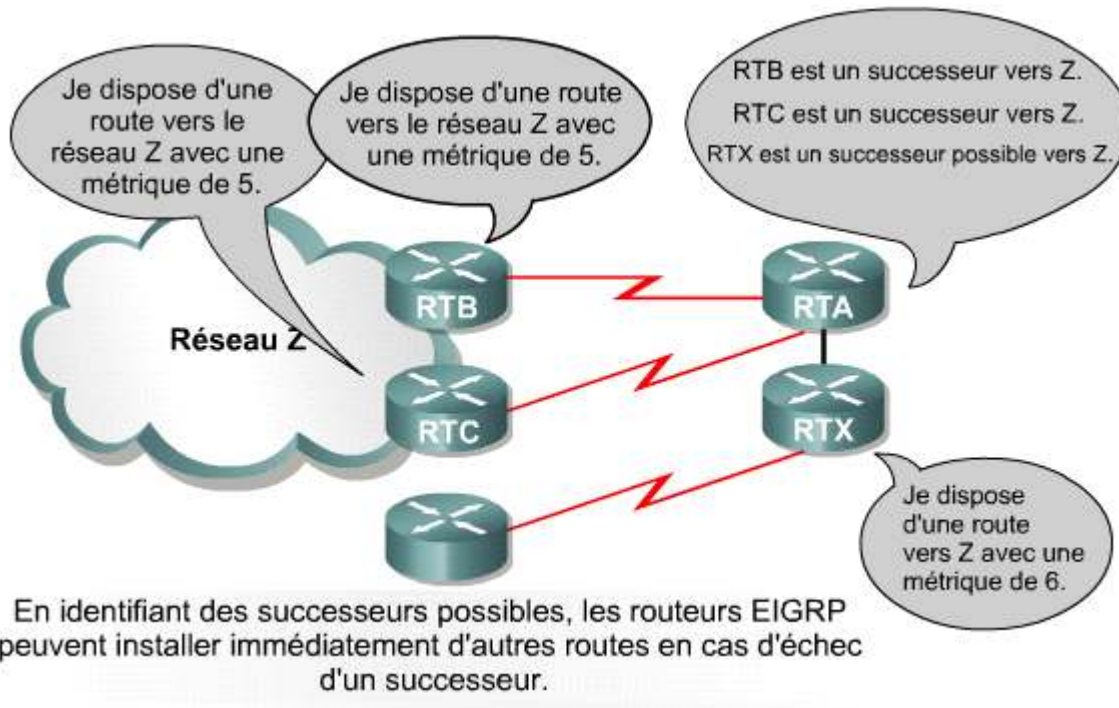 Je dispose d'une
route vers le
réseau Z avec une
métrique de 5.
Je dispose d'une route
vers le réseau Z avec
une métrique de 5.
RTB est un successeur vers Z.
RTC est un successeur vers Z.
RTX est un successeur possible vers Z.
RTB
RTA
Réseau Z
RTC
RTX
Je dispose
d'une route
vers Z avec une
métrique de 6.
En identifiant des successeurs possibles, les routeurs EIGRP
peuvent installer immédiatement d'autres routes en cas d'échec
d'un successeur.